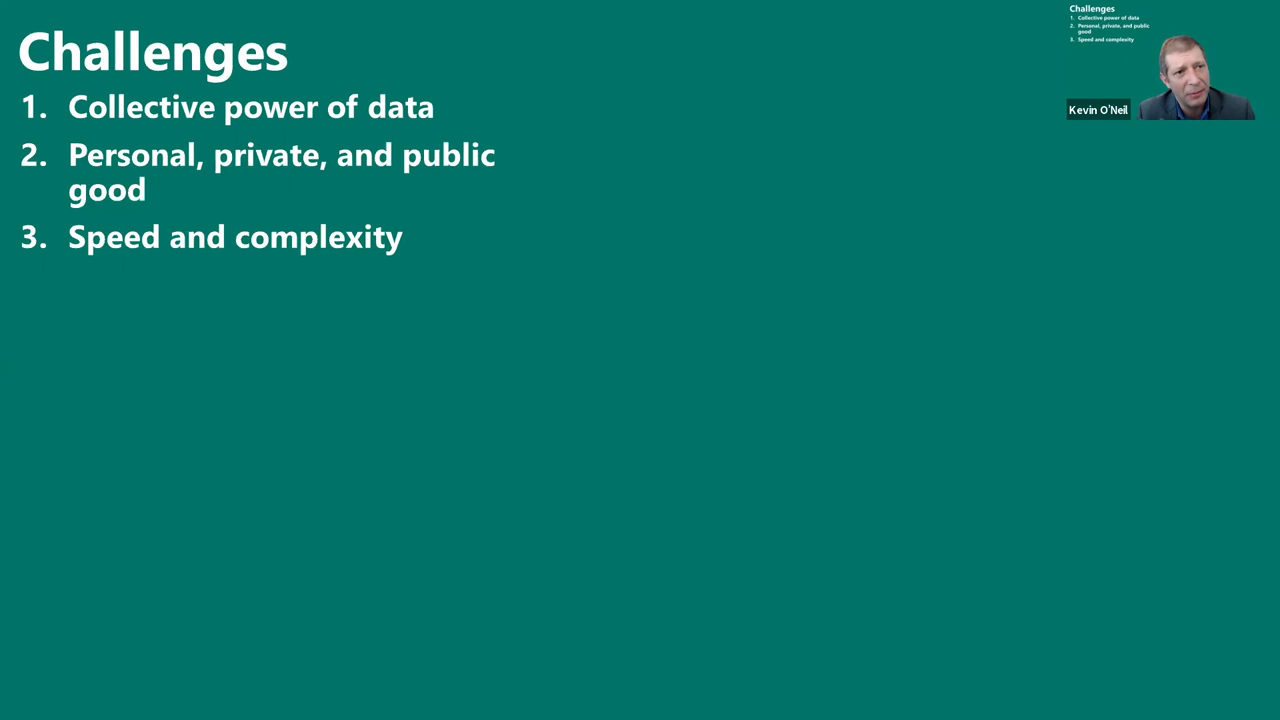 Challenges
1. Collective power of data
2. Personal, private, and public
good
3. Speed and complexity
Challenges
1. Collective power of data
2. Personal, private, and public
good
3. Speed and complexity
Kevin O'Neil